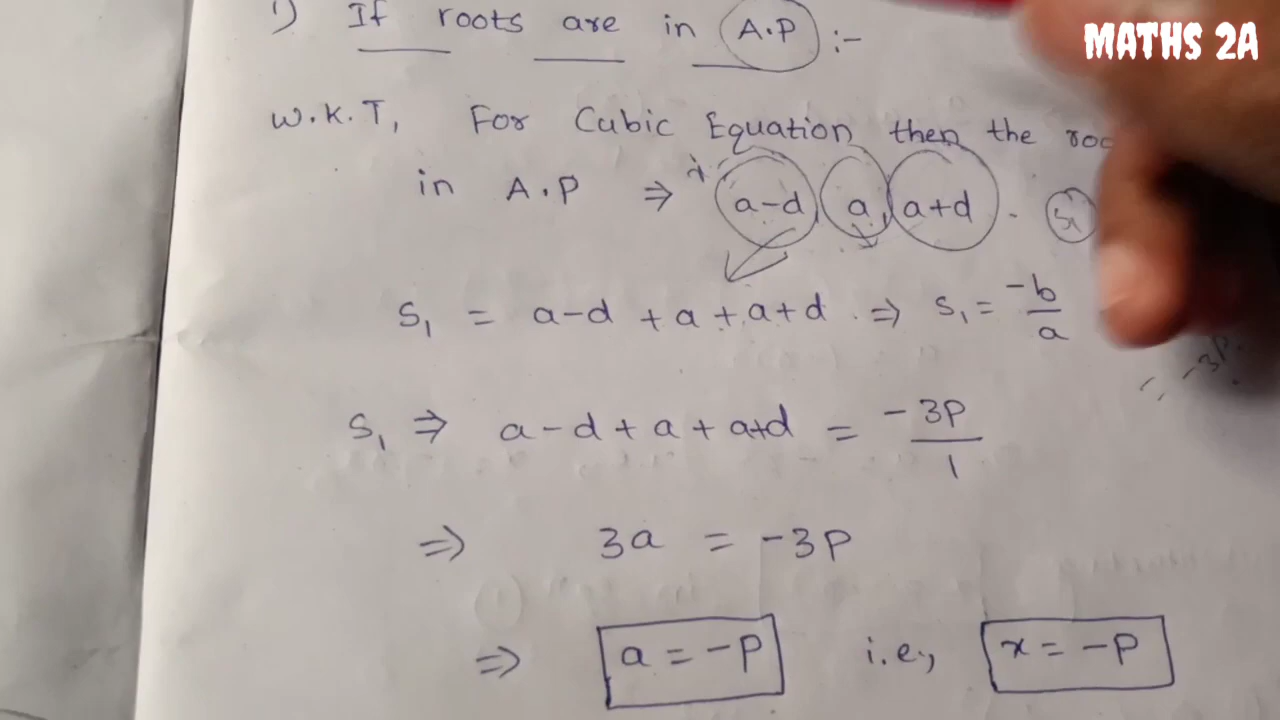 MATHS 2A
1) If roots are in A.P :-
W.K.T, For Cubic Equation then the
in A.P ⇒ a-d, a, a+d .
S₁ = a-d + a + a+d . ⇒ S₁ = -b/a
S₁ ⇒ a-d + a + a+d = -3P/1
= -3P.
⇒ 3a = -3P
⇒ a = -P i.e., x = -P